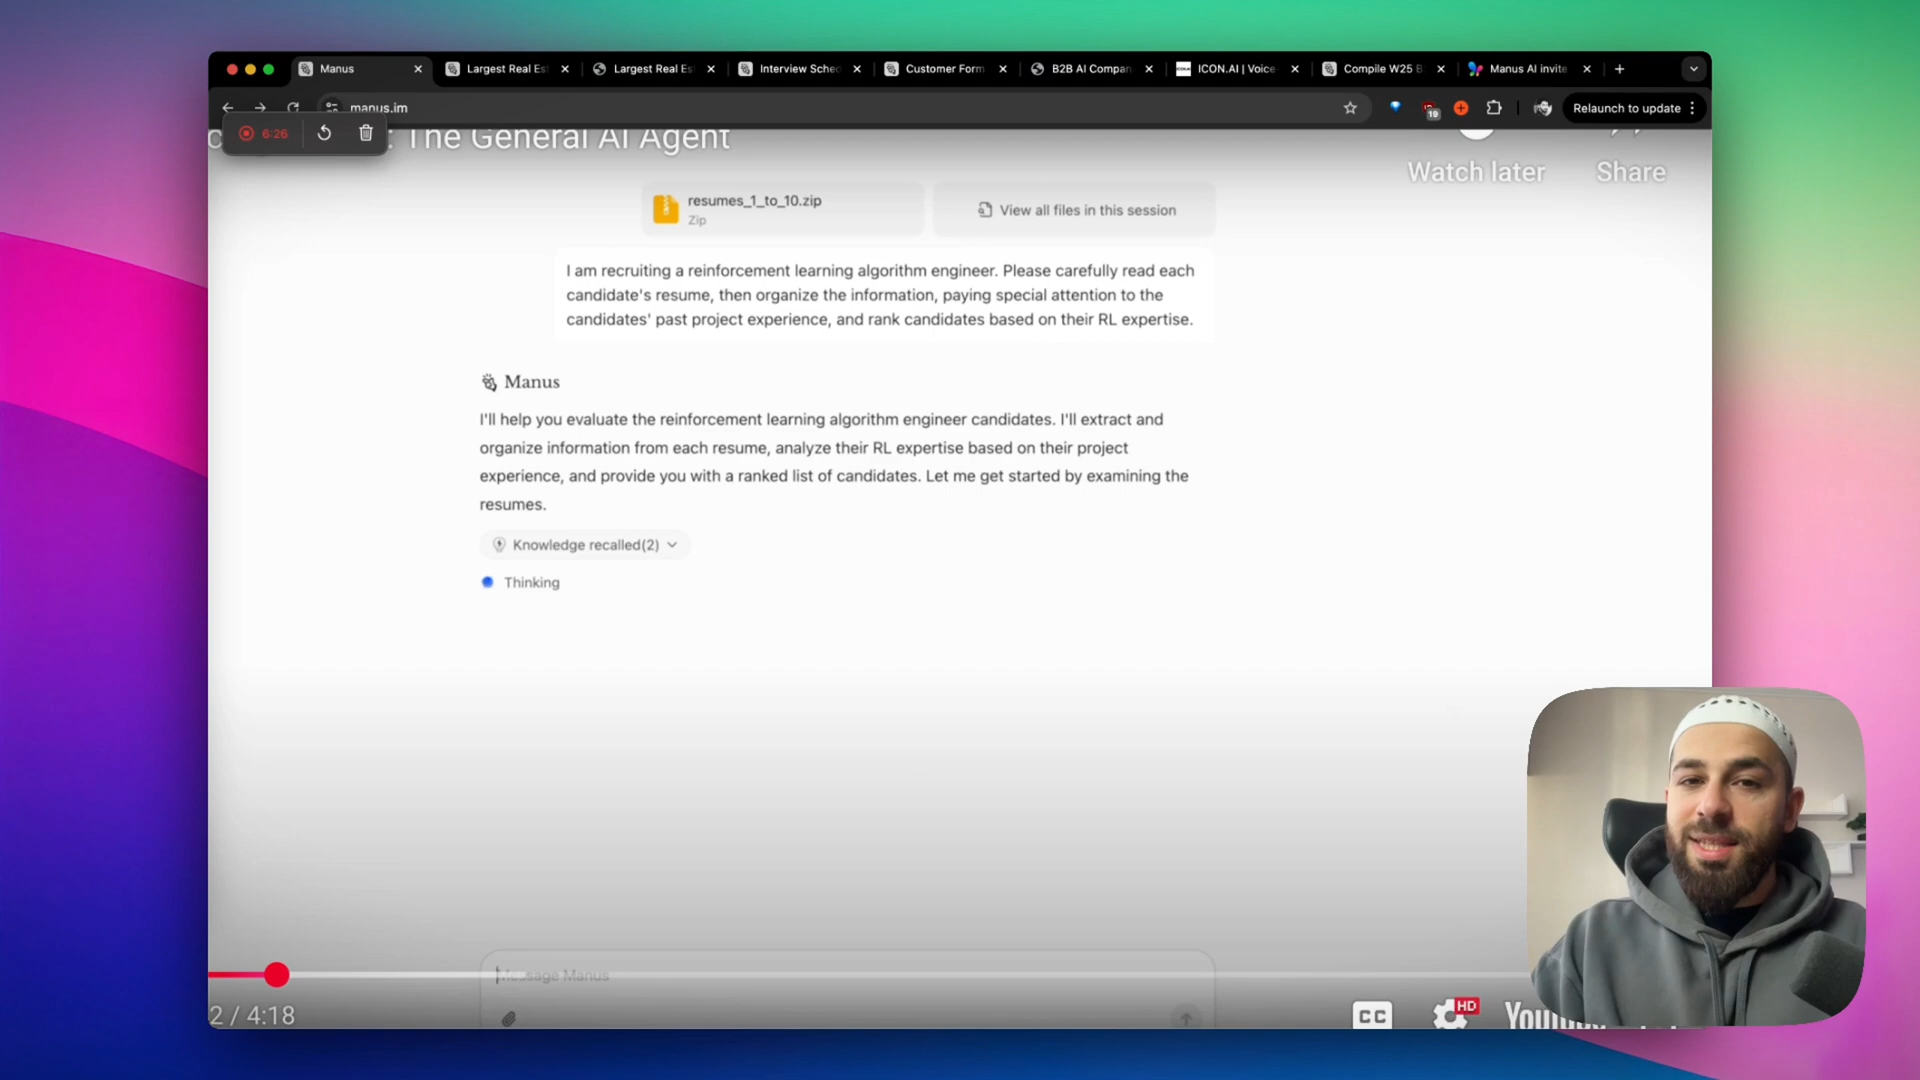 Manus
Largest Real Es
Largest Real Es
Interview Sched
Customer Form
B2B AI Compan
ICON.AI | Voice
Compile W25 B
Manus AI invite
manus.im
19
Relaunch to update
6:26
: The General AI Agent
Watch later
Share
resumes_1_to_10.zip
Zip
View all files in this session
I am recruiting a reinforcement learning algorithm engineer. Please carefully read each
candidate's resume, then organize the information, paying special attention to the
candidates' past project experience, and rank candidates based on their RL expertise.
Manus
I'll help you evaluate the reinforcement learning algorithm engineer candidates. I'll extract and
organize information from each resume, analyze their RL expertise based on their project
experience, and provide you with a ranked list of candidates. Let me get started by examining the
resumes.
Knowledge recalled(2)
Thinking
Message Manus
2 / 4:18
CC
HD